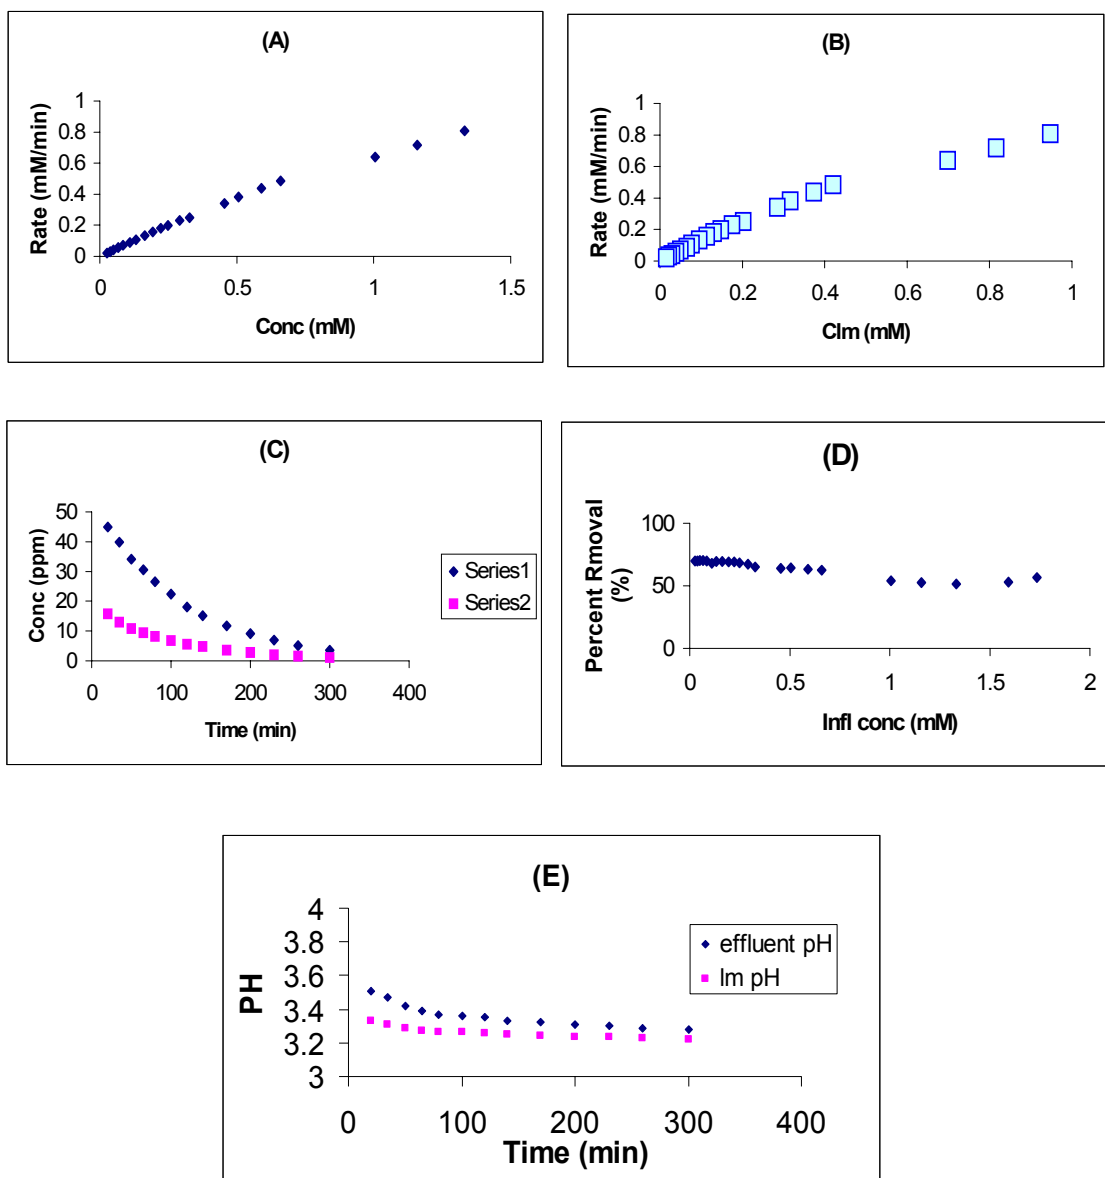 (A)
Rate (mM/min)
1
0.8
0.6
0.4
0.2
0
0 0.5 1 1.5
Conc (mM)
(B)
Rate (mM/min)
1
0.8
0.6
0.4
0.2
0
0 0.2 0.4 0.6 0.8 1
Clm (mM)
(C)
Conc (ppm)
50
40
30
20
10
0
0 100 200 300 400
Time (min)
Series1
Series2
(D)
Percent Rmoval
(%)
100
50
0
0 0.5 1 1.5 2
Infl conc (mM)
(E)
PH
4
3.8
3.6
3.4
3.2
3
0 100 200 300 400
Time (min)
effluent pH
Im pH